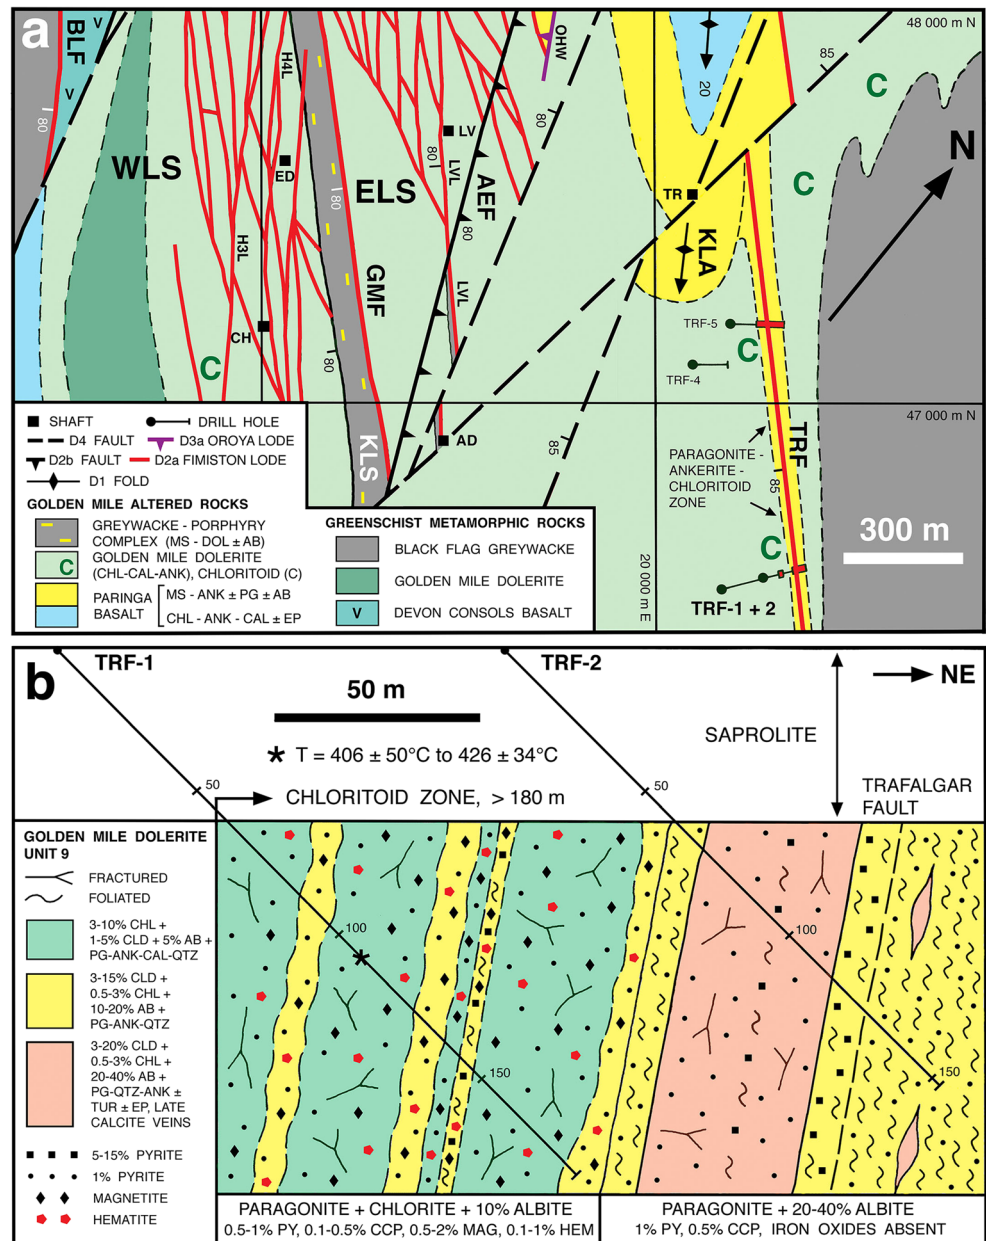 a
BLF
V
V
80
WLS
H4L
ED
H3L
CH
C
80
80
ELS
GMF
KLS
LV
80
LVL
LVL
AEF
80
OHW
80
AD
85
20
TR
KLA
85
48 000 m N
C
C
N
TRF-5
C
TRF-4
47 000 m N
PARAGONITE -
ANKERITE -
CHLORITOID
ZONE
TRF
85
C
300 m
20 000 m E
TRF-1 + 2
SHAFT
DRILL HOLE
D4 FAULT
D3a OROYA LODE
D2b FAULT
D2a FIMISTON LODE
D1 FOLD
GOLDEN MILE ALTERED ROCKS
GREYWACKE - PORPHYRY
COMPLEX (MS - DOL ± AB)
C
GOLDEN MILE DOLERITE
(CHL-CAL-ANK), CHLORITOID (C)
PARINGA
BASALT
MS - ANK ± PG ± AB
CHL - ANK - CAL ± EP
GREENSCHIST METAMORPHIC ROCKS
BLACK FLAG GREYWACKE
GOLDEN MILE DOLERITE
V
DEVON CONSOLS BASALT
b
TRF-1
TRF-2
NE
50 m
SAPROLITE
T = 406 ± 50°C to 426 ± 34°C
50
50
CHLORITOID ZONE, > 180 m
TRAFALGAR
FAULT
100
100
150
150
GOLDEN MILE DOLERITE
UNIT 9
FRACTURED
FOLIATED
3-10% CHL +
1-5% CLD + 5% AB +
PG-ANK-CAL-QTZ
3-15% CLD +
0.5-3% CHL +
10-20% AB +
PG-ANK-QTZ
3-20% CLD +
0.5-3% CHL +
20-40% AB +
PG-QTZ-ANK ±
TUR ± EP, LATE
CALCITE VEINS
5-15% PYRITE
1% PYRITE
MAGNETITE
HEMATITE
PARAGONITE + CHLORITE + 10% ALBITE
0.5-1% PY, 0.1-0.5% CCP, 0.5-2% MAG, 0.1-1% HEM
PARAGONITE + 20-40% ALBITE
1% PY, 0.5% CCP, IRON OXIDES ABSENT